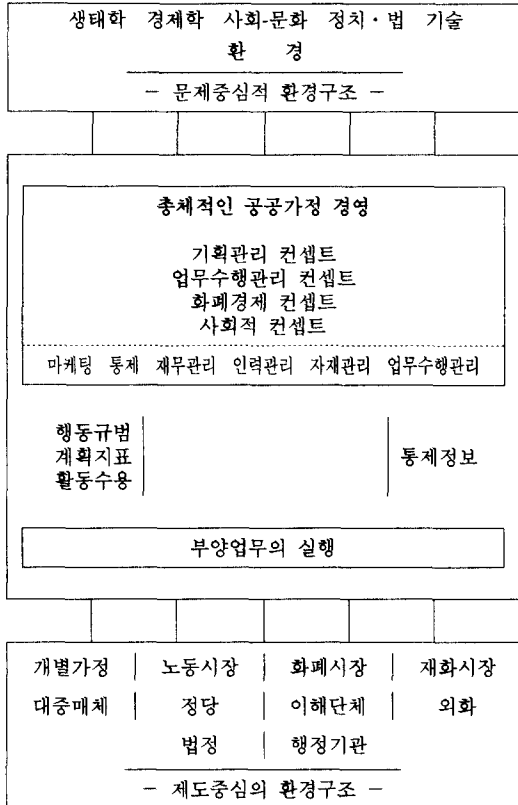 생태학 경제학 사회-문화 정치·법 기술
환 경
- 문제중심적 환경구조 -
총체적인 공공가정 경영
기획관리 컨셉트
업무수행관리 컨셉트
화폐경제 컨셉트
사회적 컨셉트
마케팅 통제 재무관리 인력관리 자재관리 업무수행관리
행동규범
계획지표
활동수용
통제정보
부양업무의 실행
개별가정 노동시장 화폐시장 재화시장
대중매체 정당 이해단체 외화
법정 행정기관
- 제도중심의 환경구조 -